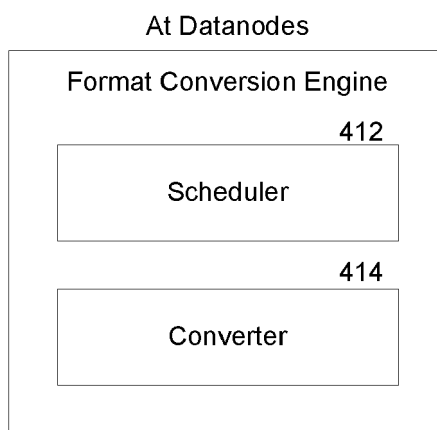 At Datanodes
Format Conversion Engine
412
Scheduler
414
Converter